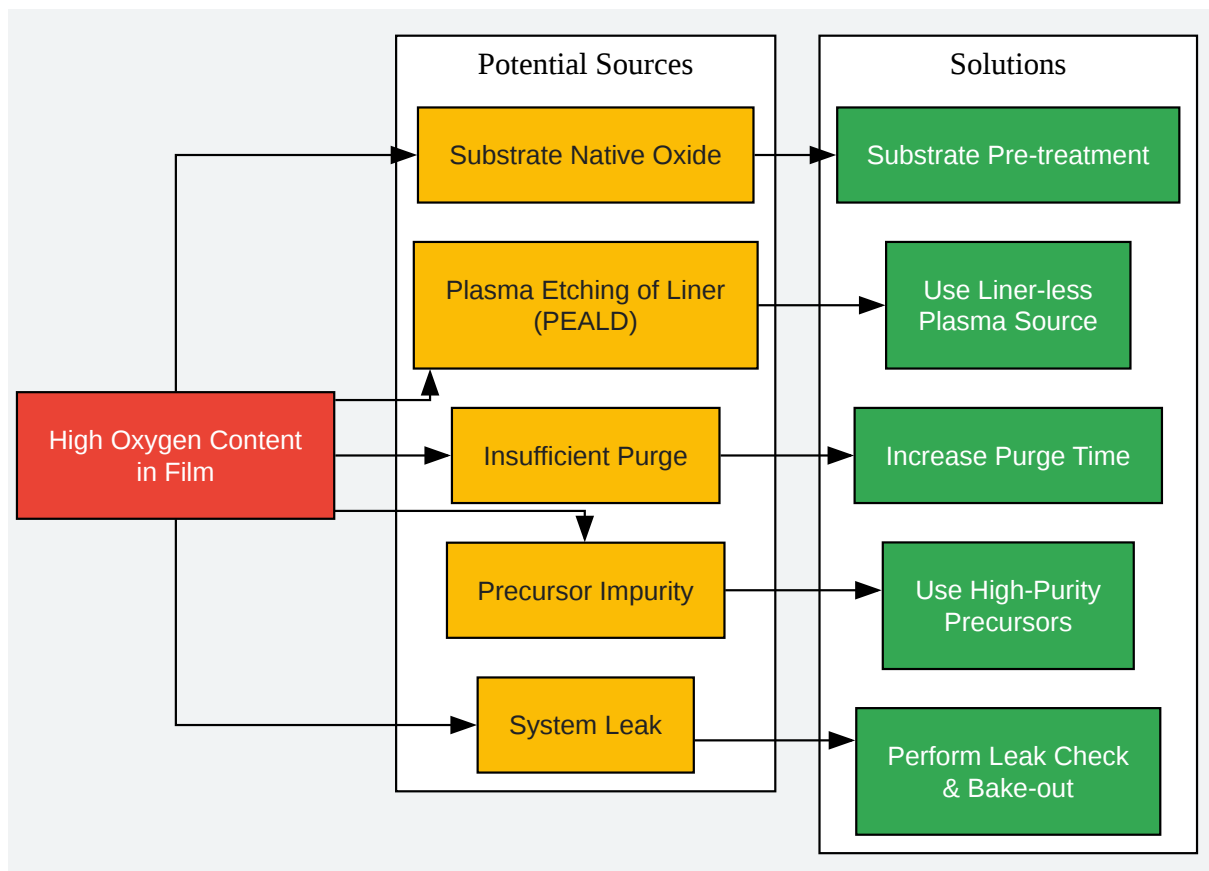 Potential Sources
Solutions
Substrate Native Oxide
Substrate Pre-treatment
Plasma Etching of Liner
(PEALD)
Use Liner-less
Plasma Source
High Oxygen Content
in Film
Insufficient Purge
Increase Purge Time
Precursor Impurity
Use High-Purity
Precursors
System Leak
Perform Leak Check
& Bake-out